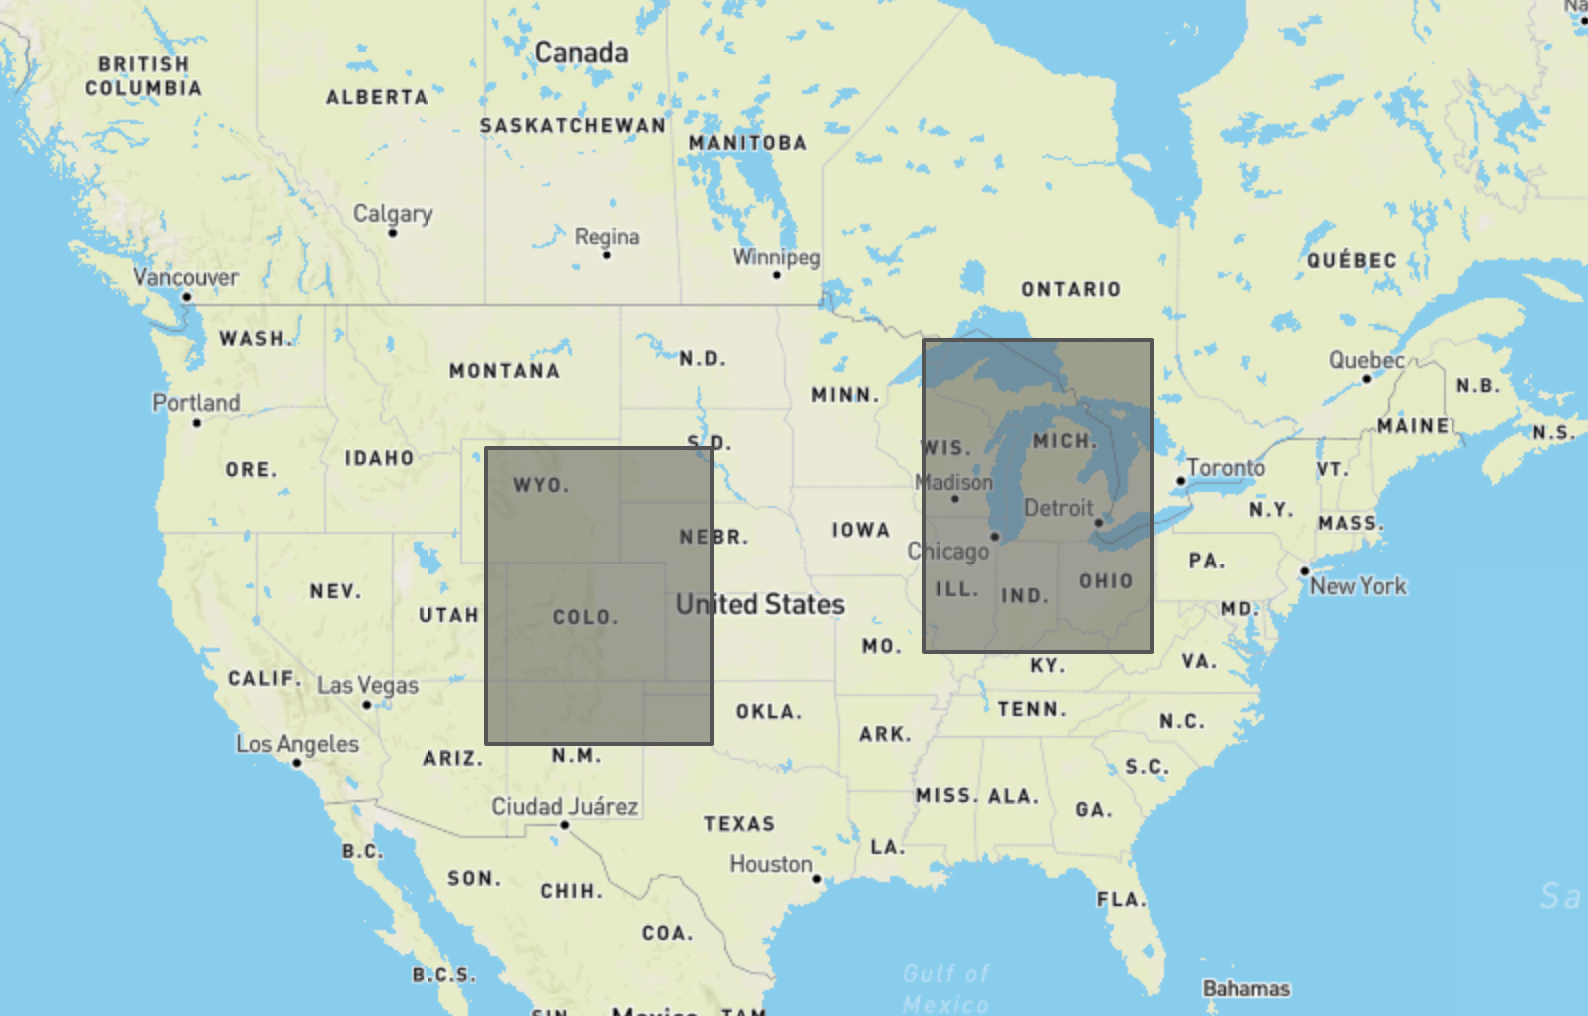 Na
Canada
BRITISH
COLUMBIA
ALBERTA
SASKATCHEWAN
MANITOBA
Calgary
Regina
Winnipeg
QUÉBEC
Vancouver
ONTARIO
WASH.
MONTANA
N.D.
MINN.
Quebec
N.B.
Portland
MAINE
N.S.
ORE.
IDAHO
S.D.
WIS.
MICH.
Toronto
VT.
WYO.
Madison
Detroit
N.Y.
MASS.
NEBR.
IOWA
Chicago
PA.
New York
NEV.
UTAH
COLO.
United States
ILL.
IND.
OHIO
MD.
MO.
KY.
VA.
CALIF.
Las Vegas
OKLA.
TENN.
N.C.
Los Angeles
ARIZ.
N.M.
ARK.
S.C.
Ciudad Juárez
TEXAS
MISS.
ALA.
GA.
B.C.
SON.
CHIH.
Houston
LA.
FLA.
COA.
Sa
B.C.S.
Gulf of
Mexico
Bahamas
SIN.
Mexico
TAM.